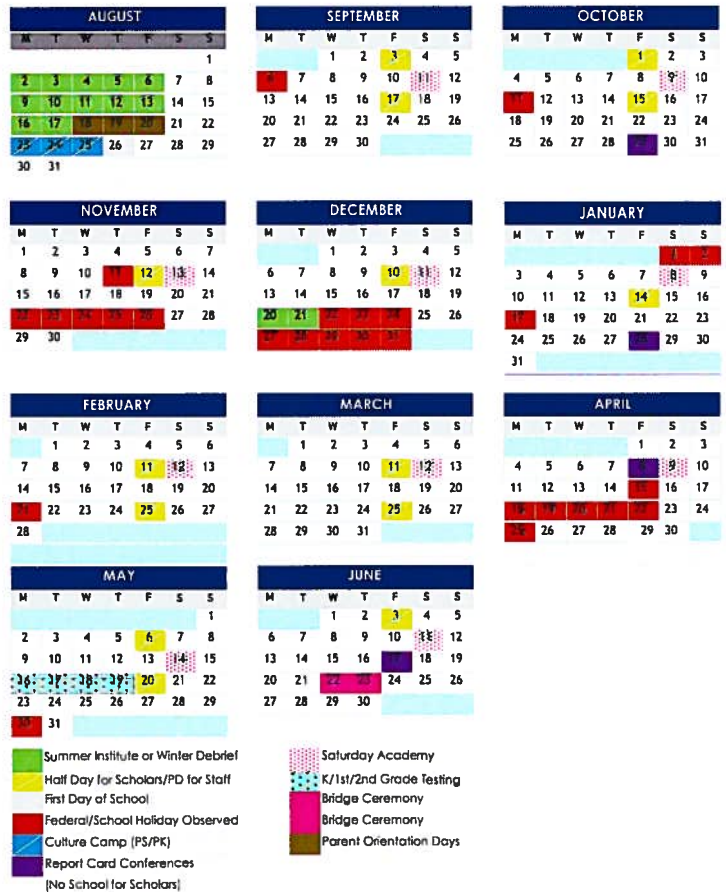 AUGUST
M T W T F S S
1
2 3 4 5 6 7 8
9 10 11 12 13 14 15
16 17 18 19 20 21 22
23 24 25 26 27 28 29
30 31
SEPTEMBER
M T W T F S S
1 2 3 4 5
6 7 8 9 10 11 12
13 14 15 16 17 18 19
20 21 22 23 24 25 26
27 28 29 30
OCTOBER
M T W T F S S
1 2 3
4 5 6 7 8 9 10
11 12 13 14 15 16 17
18 19 20 21 22 23 24
25 26 27 28 29 30 31
NOVEMBER
M T W T F S S
1 2 3 4 5 6 7
8 9 10 11 12 13 14
15 16 17 18 19 20 21
22 23 24 25 26 27 28
29 30
DECEMBER
M T W T F S S
1 2 3 4 5
6 7 8 9 10 11 12
13 14 15 16 17 18 19
20 21 22 23 24 25 26
27 28 29 30 31
JANUARY
M T W T F S S
1 2
3 4 5 6 7 8 9
10 11 12 13 14 15 16
17 18 19 20 21 22 23
24 25 26 27 28 29 30
31
FEBRUARY
M T W T F S S
1 2 3 4 5 6
7 8 9 10 11 12 13
14 15 16 17 18 19 20
21 22 23 24 25 26 27
28
MARCH
M T W T F S S
1 2 3 4 5 6
7 8 9 10 11 12 13
14 15 16 17 18 19 20
21 22 23 24 25 26 27
28 29 30 31
APRIL
M T W T F S S
1 2 3
4 5 6 7 8 9 10
11 12 13 14 15 16 17
18 19 20 21 22 23 24
25 26 27 28 29 30
MAY
M T W T F S S
1
2 3 4 5 6 7 8
9 10 11 12 13 14 15
16 17 18 19 20 21 22
23 24 25 26 27 28 29
30 31
JUNE
M T W T F S S
1 2 3 4 5
6 7 8 9 10 11 12
13 14 15 16 17 18 19
20 21 22 23 24 25 26
27 28 29 30
Summer Institute or Winter Debrief
Half Day for Scholars/PD for Staff
First Day of School
Federal/School Holiday Observed
Culture Camp (PS/PK)
Report Card Conferences
(No School for Scholars)
Saturday Academy
K/1st/2nd Grade Testing
Bridge Ceremony
Bridge Ceremony
Parent Orientation Days